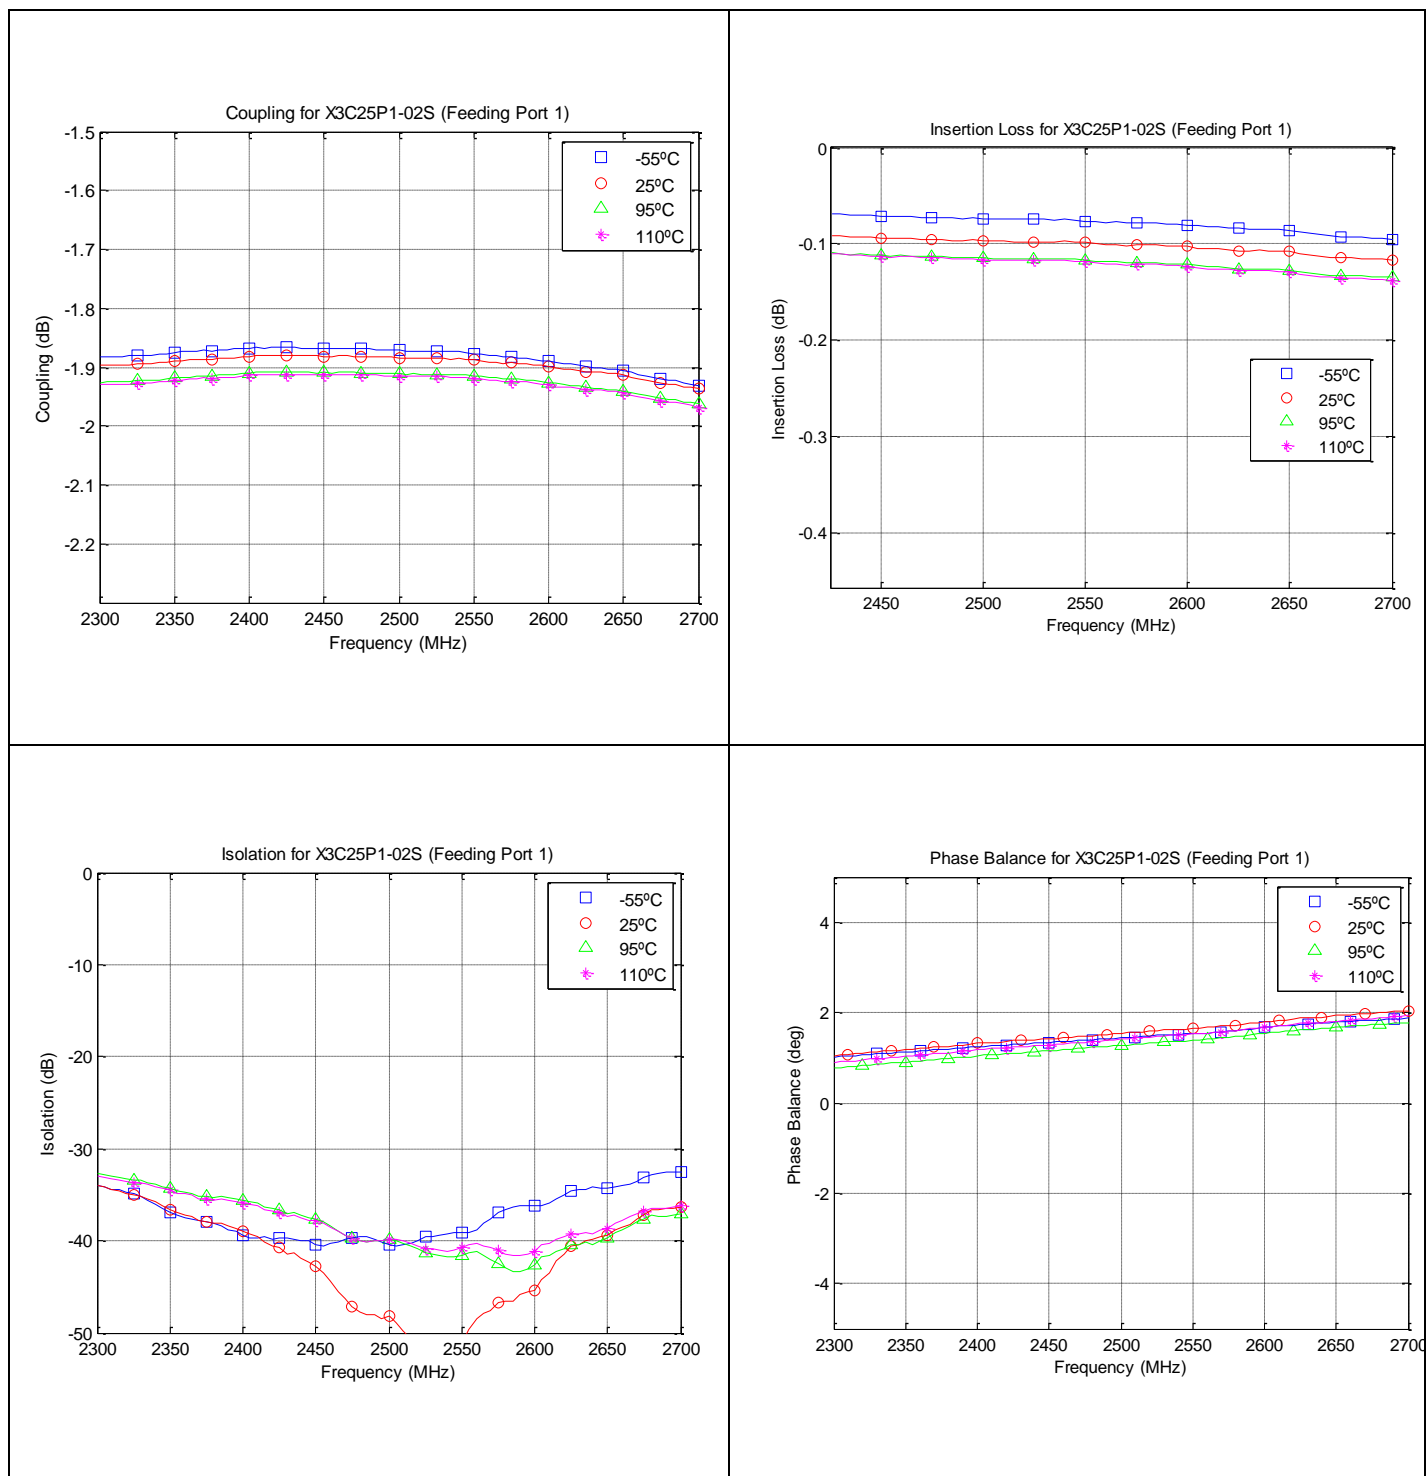 Coupling for X3C25P1-02S (Feeding Port 1)
-1.5
-1.6
-1.7
-1.8
-1.9
-2
-2.1
-2.2
Coupling (dB)
-55ºC
25ºC
95ºC
110ºC
2300 2350 2400 2450 2500 2550 2600 2650 2700
Frequency (MHz)
Insertion Loss for X3C25P1-02S (Feeding Port 1)
0
-0.1
-0.2
-0.3
-0.4
Insertion Loss (dB)
-55ºC
25ºC
95ºC
110ºC
2450 2500 2550 2600 2650 2700
Frequency (MHz)
Isolation for X3C25P1-02S (Feeding Port 1)
0
-10
-20
-30
-40
-50
Isolation (dB)
-55ºC
25ºC
95ºC
110ºC
2300 2350 2400 2450 2500 2550 2600 2650 2700
Frequency (MHz)
Phase Balance for X3C25P1-02S (Feeding Port 1)
4
2
0
-2
-4
Phase Balance (deg)
-55ºC
25ºC
95ºC
110ºC
2300 2350 2400 2450 2500 2550 2600 2650 2700
Frequency (MHz)